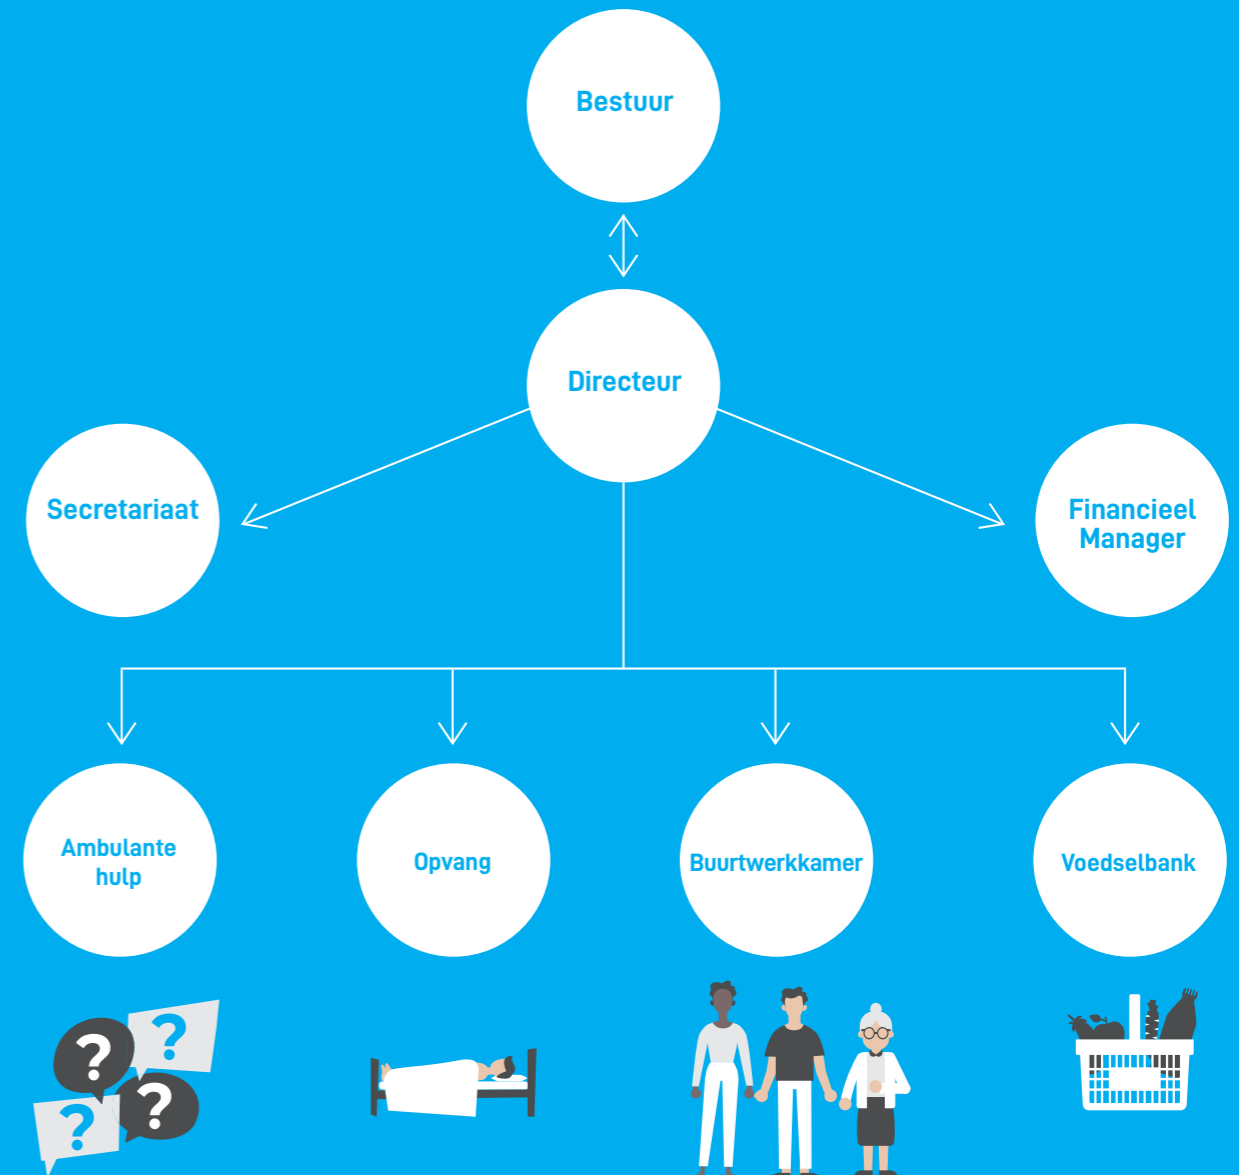 Bestuur
Directeur
Secretariaat
Financieel
Manager
Ambulante
hulp
Opvang
Buurtwerkkamer
Voedselbank
?
?
?
?